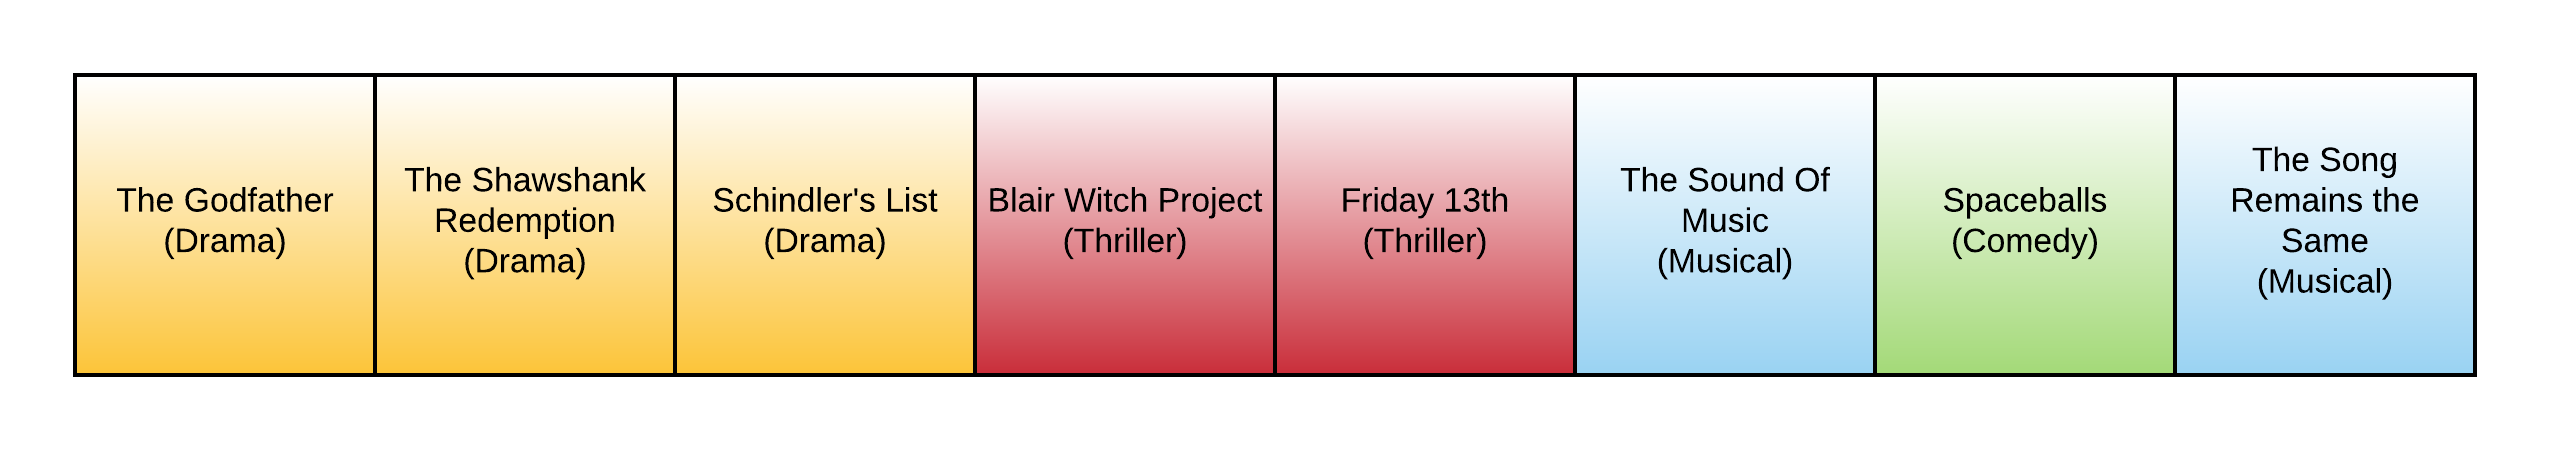 The Godfather
(Drama)
The Shawshank
Redemption
(Drama)
Schindler's List
(Drama)
Blair Witch Project
(Thriller)
Friday 13th
(Thriller)
The Sound Of
Music
(Musical)
Spaceballs
(Comedy)
The Song
Remains the
Same
(Musical)